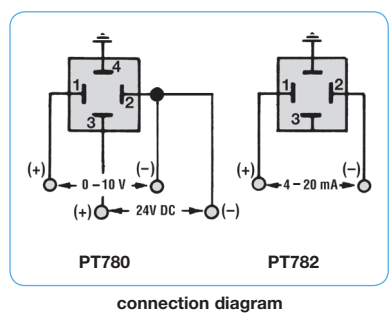 4 4
1 2 1 2
3 3
(+) (−) (+) (−)
0 – 10 V 4 – 20 mA
(+) 24V DC (−)
PT780 PT782
connection diagram